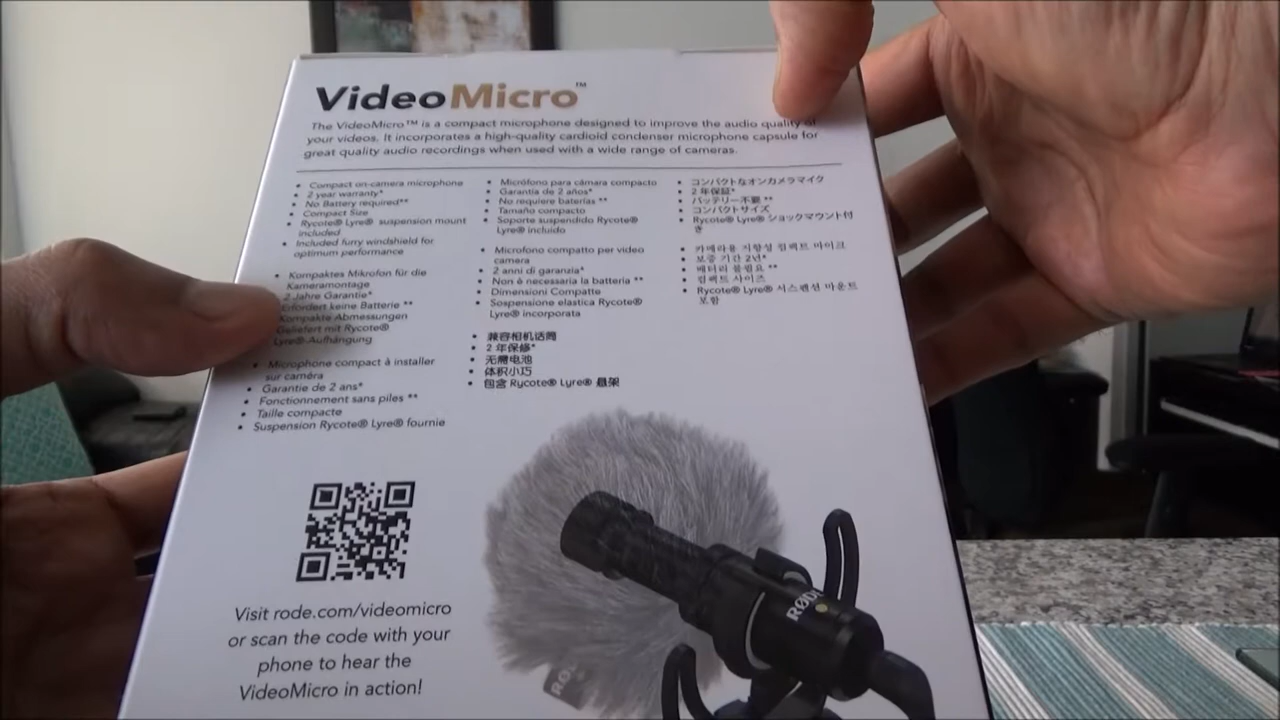 VideoMicro™
The VideoMicro™ is a compact microphone designed to improve the audio quality of
your videos. It incorporates a high-quality cardioid condenser microphone capsule for
great quality audio recordings when used with a wide range of cameras.
• Compact on-camera microphone
• 2 year warranty*
• No Battery required**
• Compact Size
• Rycote® Lyre® suspension mount
included
• Included furry windshield for
optimum performance
• Kompaktes Mikrofon für die
Kameramontage
2 Jahre Garantie*
Erfordert keine Batterie **
Kompakte Abmessungen
Geliefert mit Rycote®
Lyre®-Aufhängung
• Microphone compact à installer
sur caméra
• Garantie de 2 ans*
• Fonctionnement sans piles **
• Taille compacte
• Suspension Rycote® Lyre® fournie
• Micrófono para cámara compacto
• Garantía de 2 años*
• No requiere baterías **
• Tamaño compacto
• Soporte suspendido Rycote®
Lyre® incluido
• Microfono compatto per video
camera
• 2 anni di garanzia*
• Non è necessaria la batteria **
• Dimensioni Compatte
• Sospensione elastica Rycote®
Lyre® incorporata
• 兼容相机话筒
• 2 年保修*
• 无需电池
• 体积小巧
• 包含 Rycote® Lyre® 悬架
• コンパクトなオンカメラマイク
• 2 年保証*
• バッテリー不要 **
• コンパクトサイズ
• Rycote® Lyre® ショックマウント付
き
• 카메라용 지향성 컴팩트 마이크
• 보증 기간 2년*
• 배터리 불필요 **
• 컴팩트 사이즈
• Rycote® Lyre® 서스펜션 마운트
포함
Visit rode.com/videomicro
or scan the code with your
phone to hear the
VideoMicro in action!
RØDE